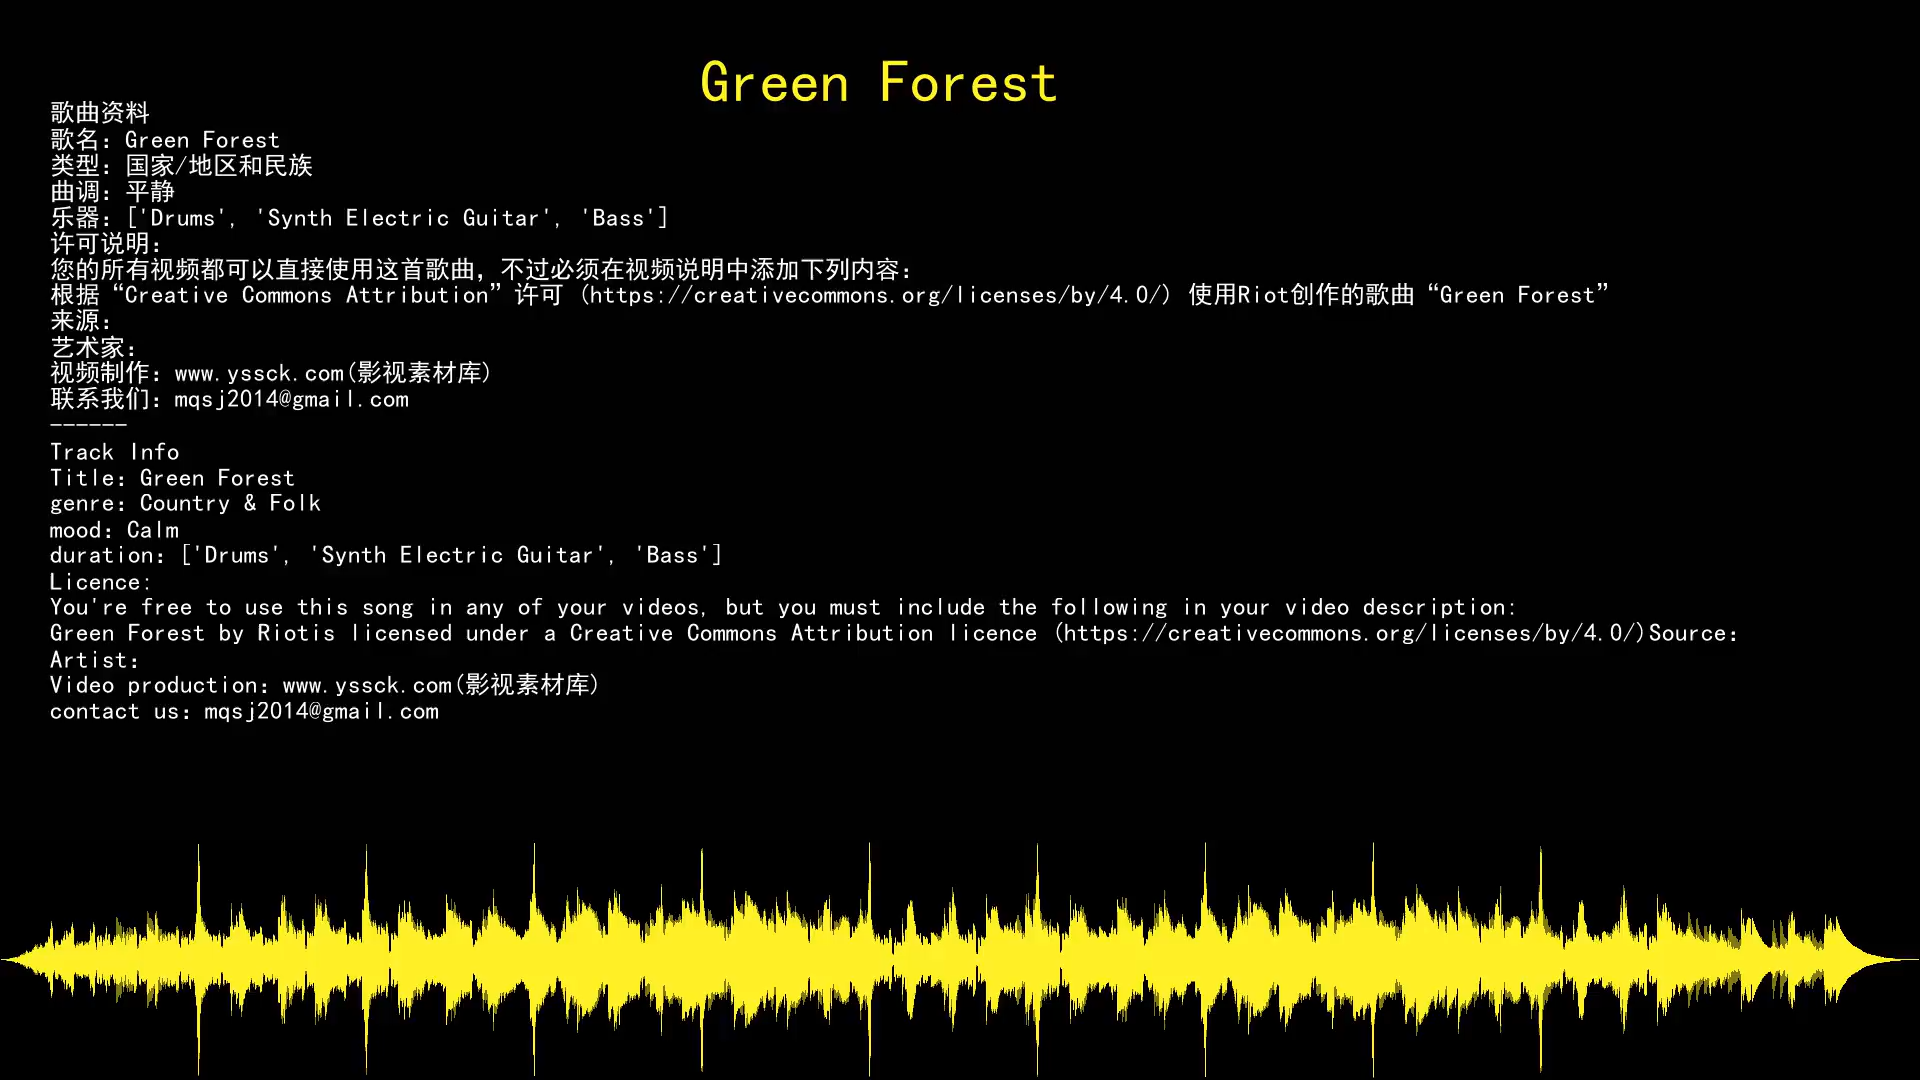 Green Forest
歌曲资料
歌名：Green Forest
类型：国家/地区和民族
曲调：平静
乐器：['Drums', 'Synth Electric Guitar', 'Bass']
许可说明：
您的所有视频都可以直接使用这首歌曲，不过必须在视频说明中添加下列内容：
根据“Creative Commons Attribution”许可 (https://creativecommons.org/licenses/by/4.0/) 使用Riot创作的歌曲“Green Forest”
来源：
艺术家：
视频制作：www.yssck.com(影视素材库)
联系我们：mqsj2014@gmail.com
------
Track Info
Title：Green Forest
genre：Country & Folk
mood：Calm
duration：['Drums', 'Synth Electric Guitar', 'Bass']
Licence:
You're free to use this song in any of your videos, but you must include the following in your video description:
Green Forest by Riotis licensed under a Creative Commons Attribution licence (https://creativecommons.org/licenses/by/4.0/)Source：
Artist：
Video production：www.yssck.com(影视素材库)
contact us：mqsj2014@gmail.com